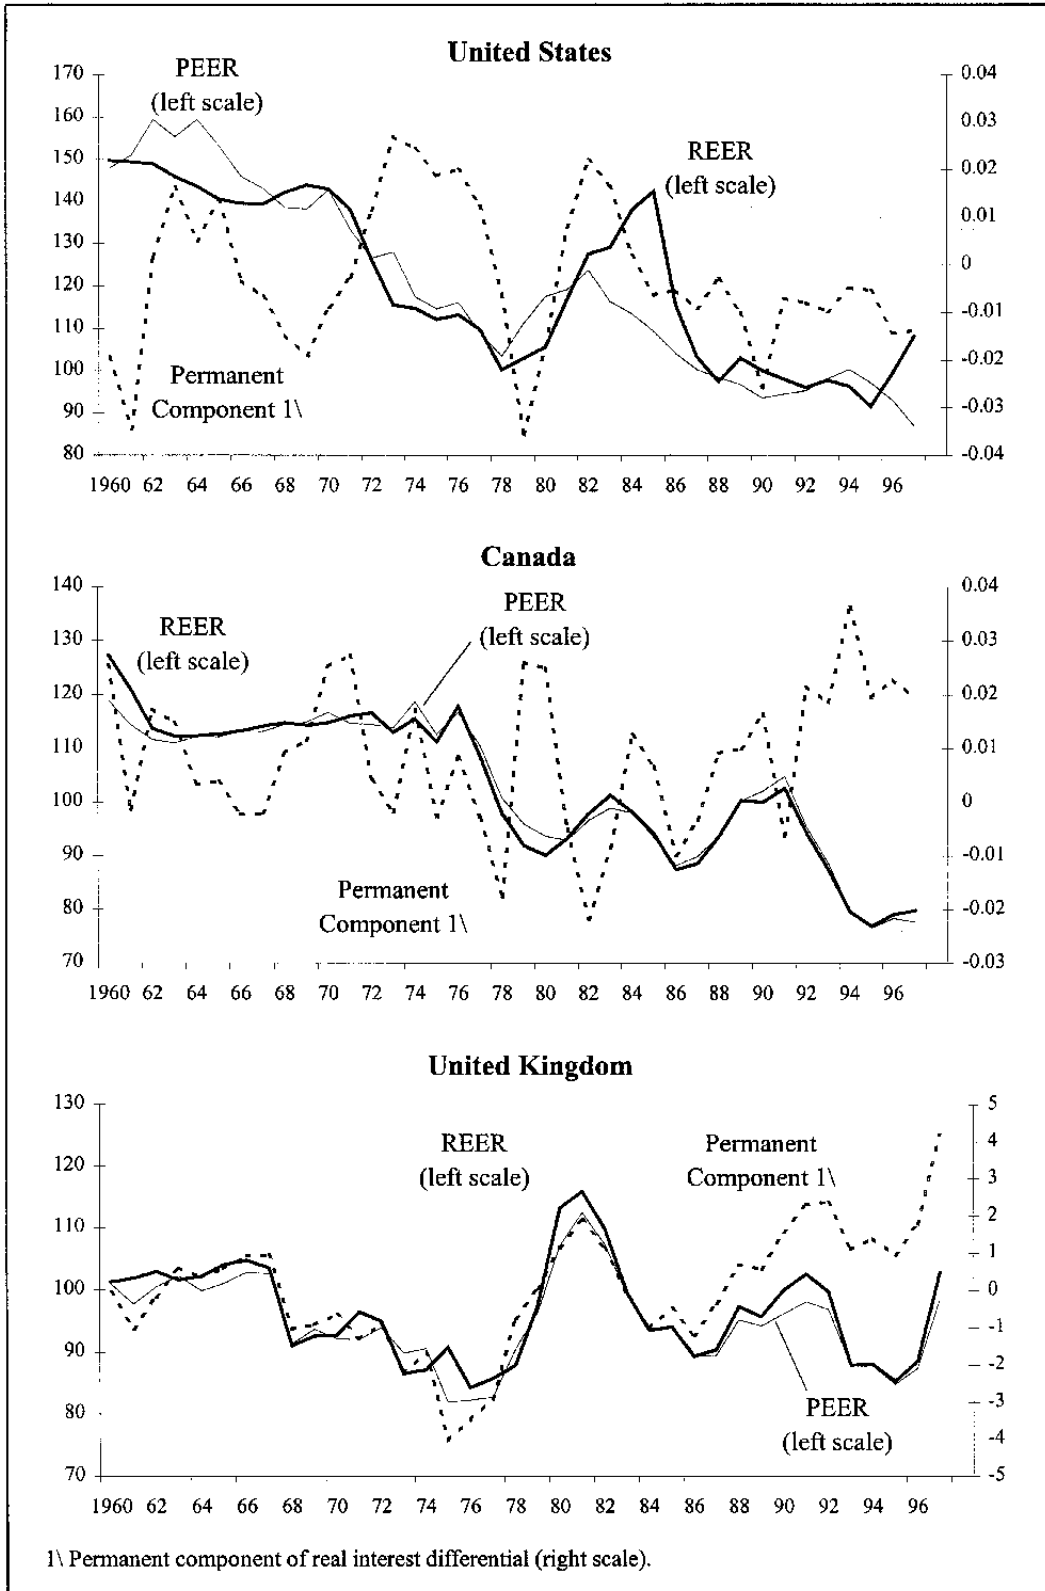 United States
170
160
150
140
130
120
110
100
90
80
0.04
0.03
0.02
0.01
0
-0.01
-0.02
-0.03
-0.04
PEER
(left scale)
REER
(left scale)
Permanent
Component 1\
1960 62 64 66 68 70 72 74 76 78 80 82 84 86 88 90 92 94 96
Canada
140
130
120
110
100
90
80
70
0.04
0.03
0.02
0.01
0
-0.01
-0.02
-0.03
REER
(left scale)
PEER
(left scale)
Permanent
Component 1\
1960 62 64 66 68 70 72 74 76 78 80 82 84 86 88 90 92 94 96
United Kingdom
130
120
110
100
90
80
70
5
4
3
2
1
0
-1
-2
-3
-4
-5
REER
(left scale)
Permanent
Component 1\
PEER
(left scale)
1960 62 64 66 68 70 72 74 76 78 80 82 84 86 88 90 92 94 96
1\ Permanent component of real interest differential (right scale).